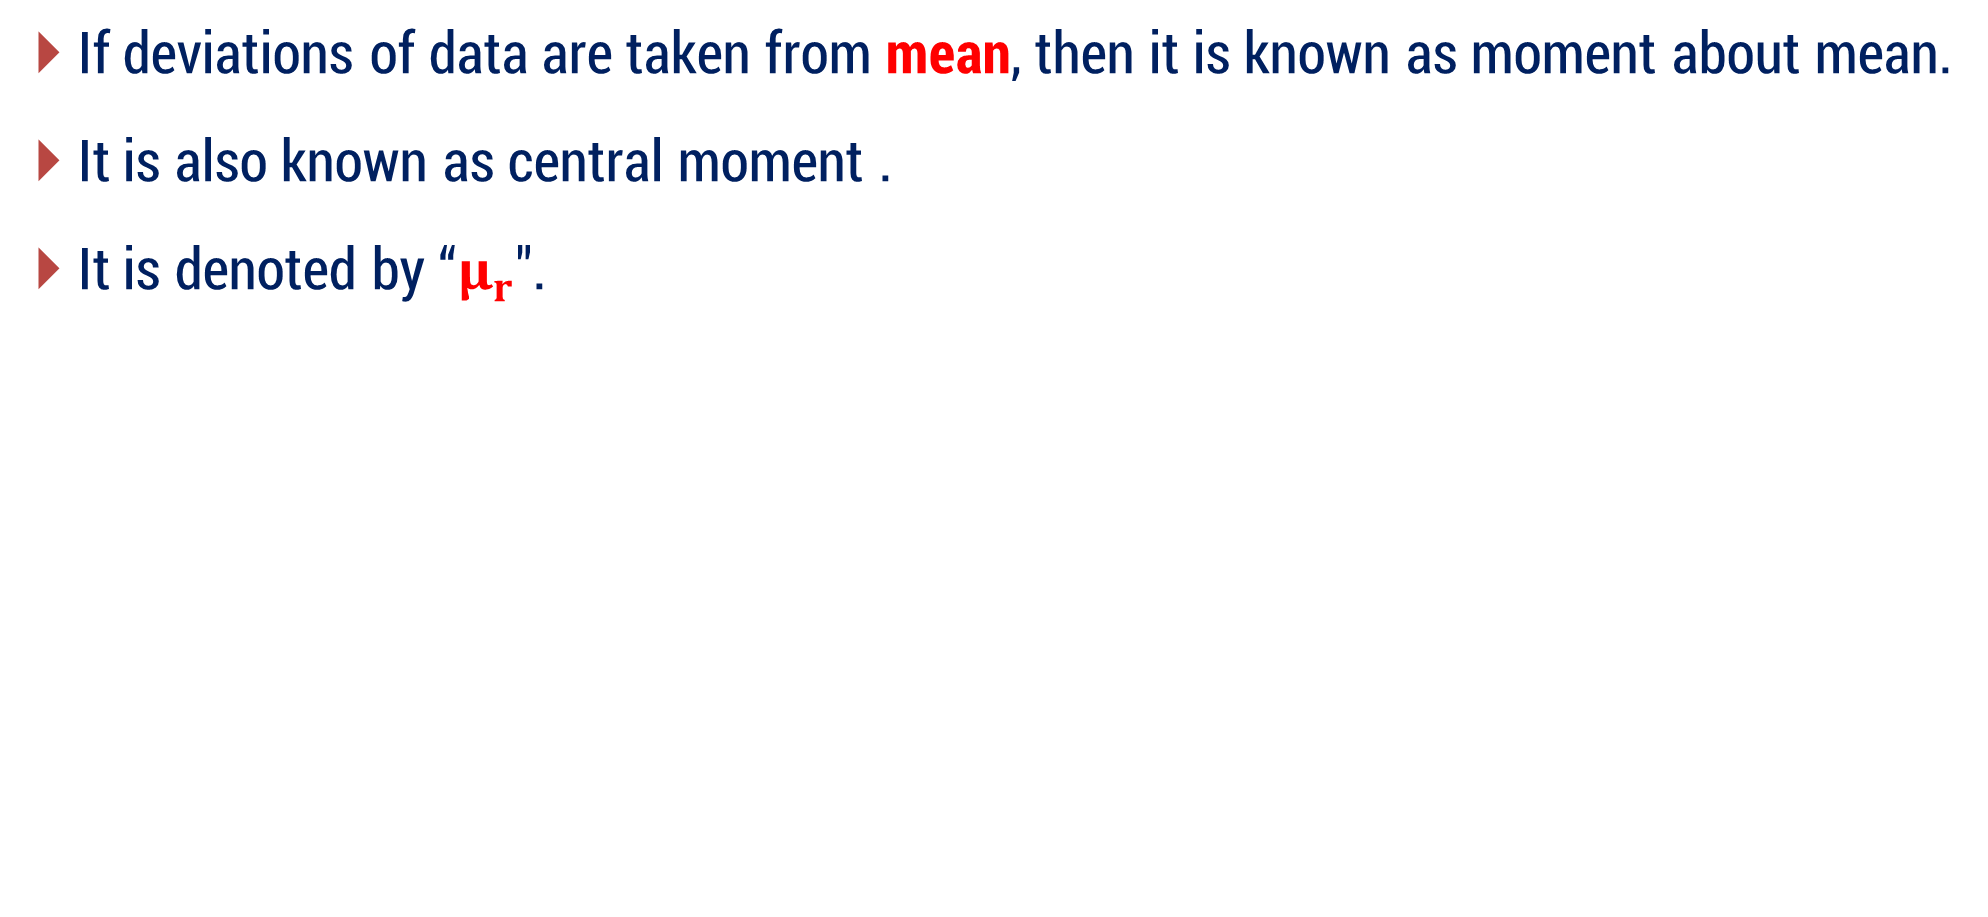 If deviations of data are taken from mean, then it is known as moment about mean.
It is also known as central moment .
It is denoted by “μᵣ”.